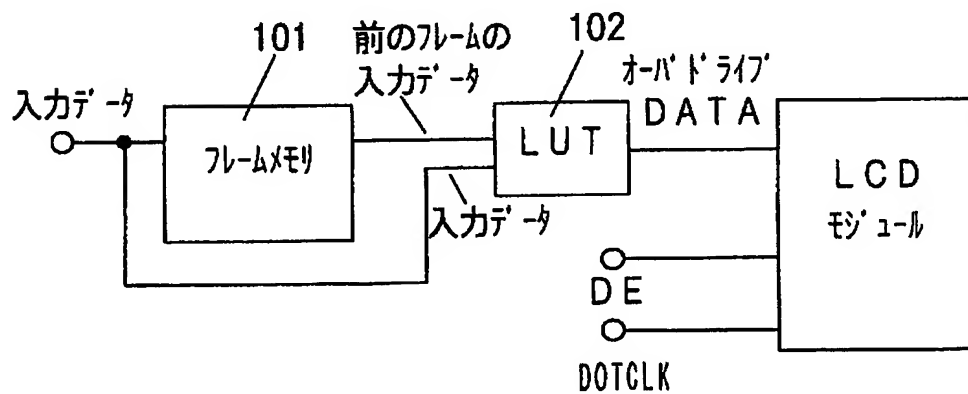 101
前のフレームの
入力データ
102
オーバドライブ
DATA
入力データ
フレームメモリ
LUT
入力データ
LCD
モジュール
DE
DOTCLK